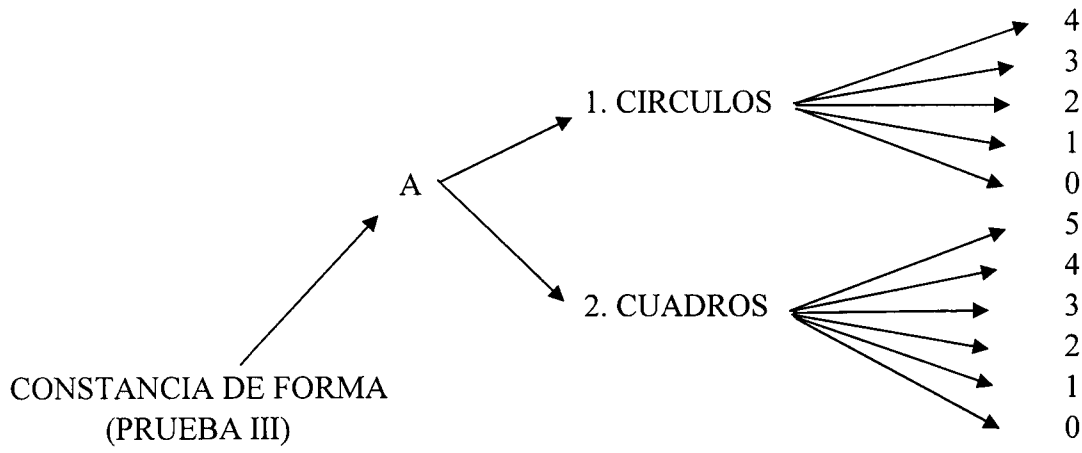 4
3
1. CIRCULOS 2
1
A 0
5
4
2. CUADROS 3
2
CONSTANCIA DE FORMA 1
(PRUEBA III) 0